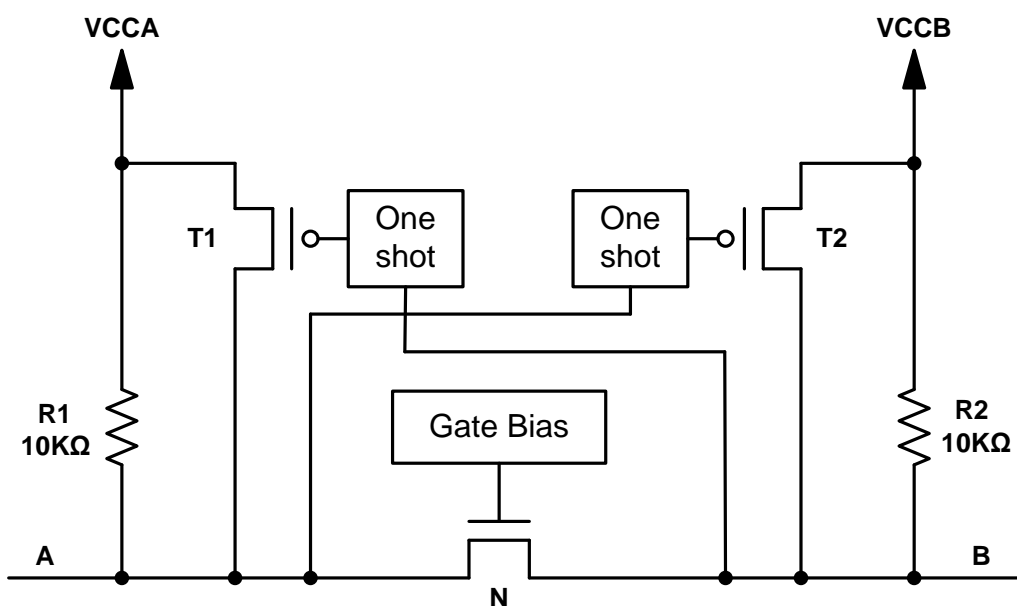 VCCA
VCCB
T1
One
shot
One
shot
T2
R1
10KΩ
Gate Bias
R2
10KΩ
A
B
N